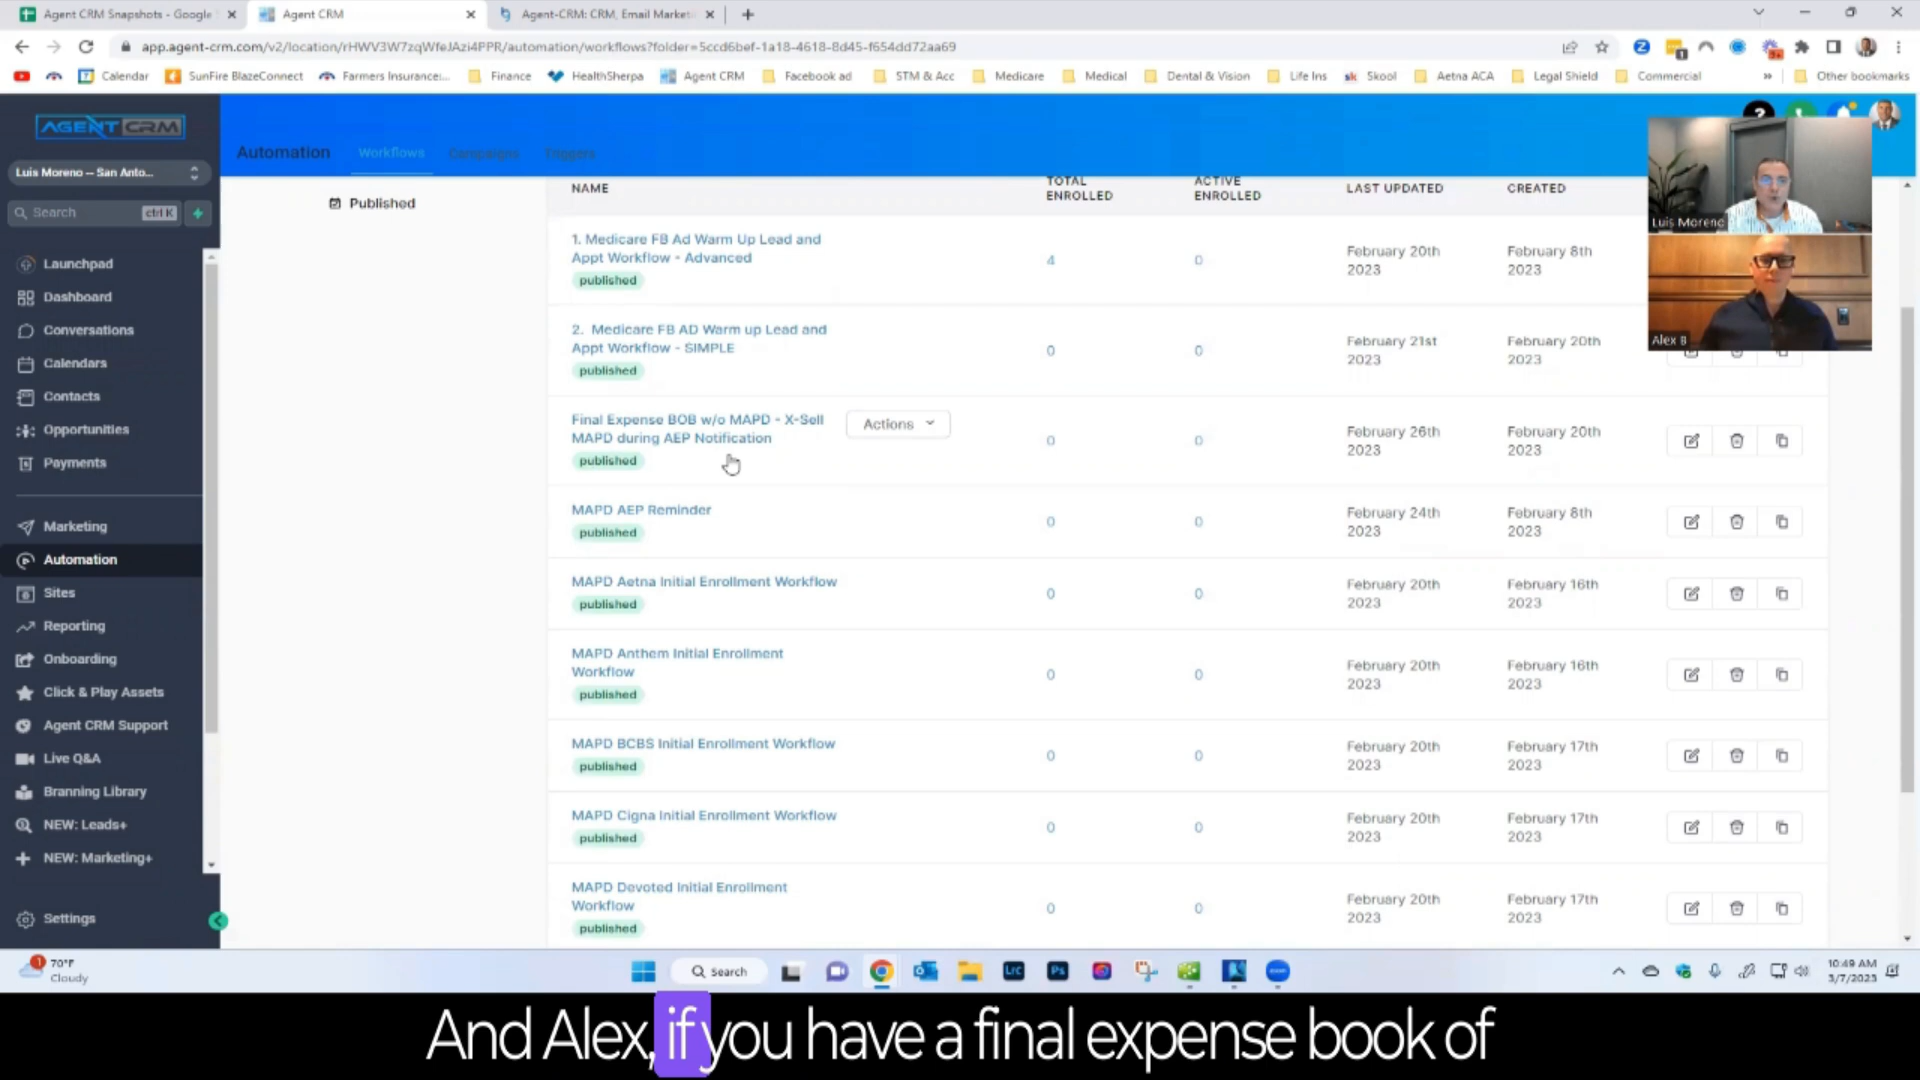 Agent CRM Snapshots - Google
Agent CRM
Agent-CRM: CRM, Email Market
app.agent-crm.com/v2/location/rHWV3W7zqWfeJAzi4PPR/automation/workflows?folder=5ccd6bef-1a18-4618-8d45-f654dd72aa69
Calendar
SunFire BlazeConnect
Farmers Insurance:...
Finance
HealthSherpa
Agent CRM
Facebook ad
STM & Acc
Medicare
Medical
Dental & Vision
Life Ins
sk Skool
Aetna ACA
Legal Shield
Commercial
»
Other bookmarks
AGENT CRM
Luis Moreno -- San Anto...
Search
ctrl K
Launchpad
Dashboard
Conversations
Calendars
Contacts
Opportunities
Payments
Marketing
Automation
Sites
Reporting
Onboarding
Click & Play Assets
Agent CRM Support
Live Q&A
Branning Library
NEW: Leads+
NEW: Marketing+
Settings
Automation
Workflows
Campaigns
Triggers
Published
NAME
TOTAL
ENROLLED
ACTIVE
ENROLLED
LAST UPDATED
CREATED
1. Medicare FB Ad Warm Up Lead and
Appt Workflow - Advanced
published
4
0
February 20th
2023
February 8th
2023
2. Medicare FB AD Warm up Lead and
Appt Workflow - SIMPLE
published
0
0
February 21st
2023
February 20th
2023
Final Expense BOB w/o MAPD - X-Sell
MAPD during AEP Notification
published
Actions
0
0
February 26th
2023
February 20th
2023
MAPD AEP Reminder
published
0
0
February 24th
2023
February 8th
2023
MAPD Aetna Initial Enrollment Workflow
published
0
0
February 20th
2023
February 16th
2023
MAPD Anthem Initial Enrollment
Workflow
published
0
0
February 20th
2023
February 16th
2023
MAPD BCBS Initial Enrollment Workflow
published
0
0
February 20th
2023
February 17th
2023
MAPD Cigna Initial Enrollment Workflow
published
0
0
February 20th
2023
February 17th
2023
MAPD Devoted Initial Enrollment
Workflow
published
0
0
February 20th
2023
February 17th
2023
Luis Moreno
Alex B
70°F
Cloudy
Search
Lrc
Ps
zoom
10:49 AM
3/7/2023
And Alex, if you have a final expense book of